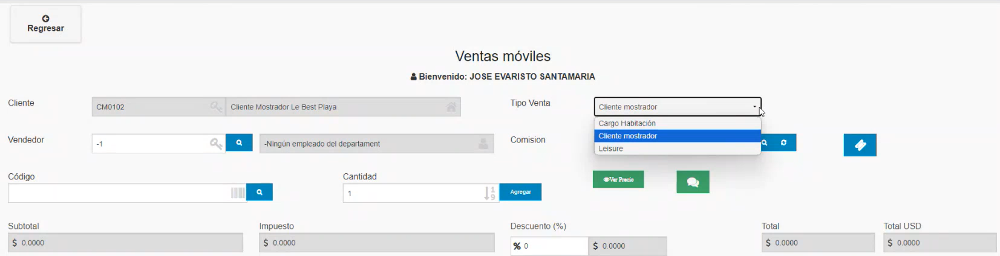 Regresar
Ventas móviles
Bienvenido: JOSE EVARISTO SANTAMARIA
Cliente
CM0102
Cliente Mostrador Le Best Playa
Tipo Venta
Cliente mostrador
Cargo Habitación
Cliente mostrador
Leisure
Vendedor
-1
-Ningún empleado del department
Comision
Código
Cantidad
1
Agregar
Ver Precio
Subtotal
$ 0.0000
Impuesto
$ 0.0000
Descuento (%)
% 0
$ 0.0000
Total
$ 0.0000
Total USD
$ 0.0000